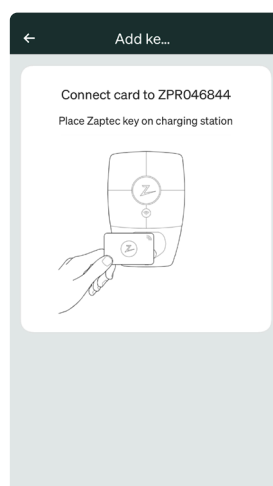 Add ke...
Connect card to ZPR046844
Place Zaptec key on charging station